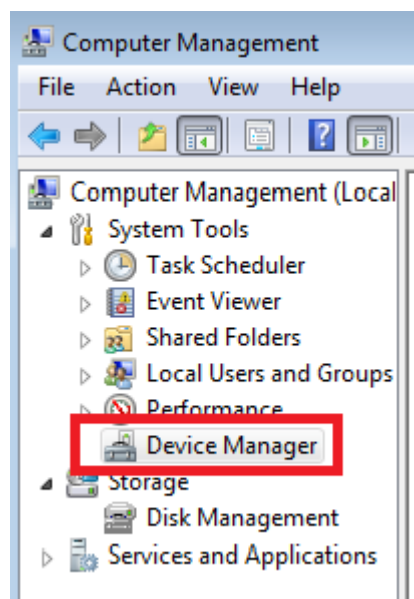 Computer Management
File Action View Help
Computer Management (Local
System Tools
Task Scheduler
Event Viewer
Shared Folders
Local Users and Groups
Performance
Device Manager
Storage
Disk Management
Services and Applications